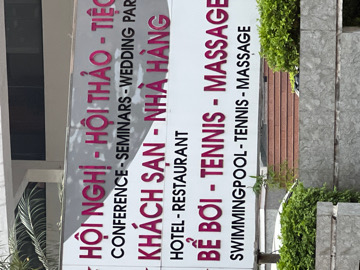 HỘI NGHỊ - HỘI THẢO - TIỆC
CONFERENCE - SEMINARS - WEDDING PAR
KHÁCH SẠN - NHÀ HÀNG
HOTEL - RESTAURANT
BỂ BƠI - TENNIS - MASSAGE
SWIMMINGPOOL - TENNIS - MASSAGE